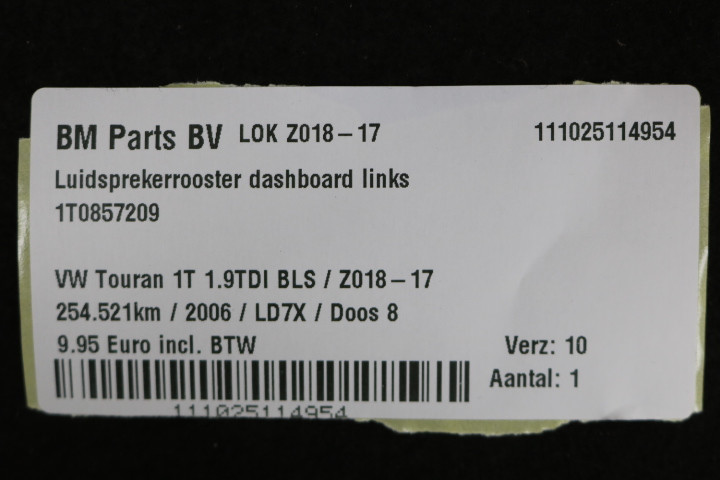 BM Parts BV LOK Z018-17 111025114954
Luidsprekerrooster dashboard links
1T0857209
VW Touran 1T 1.9TDI BLS / Z018-17
254.521km / 2006 / LD7X / Doos 8
9.95 Euro incl. BTW Verz: 10
Aantal: 1
111025114954